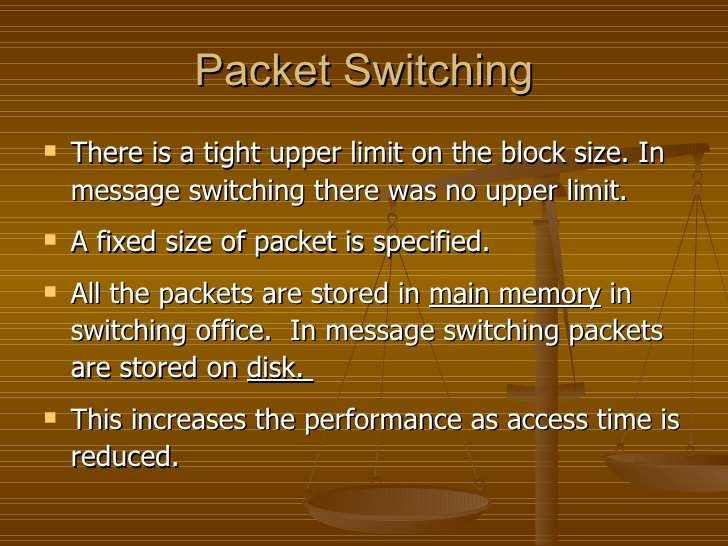 Packet Switching
There is a tight upper limit on the block size. In
message switching there was no upper limit.
A fixed size of packet is specified.
All the packets are stored in main memory in
switching office.  In message switching packets
are stored on disk.
This increases the performance as access time is
reduced.